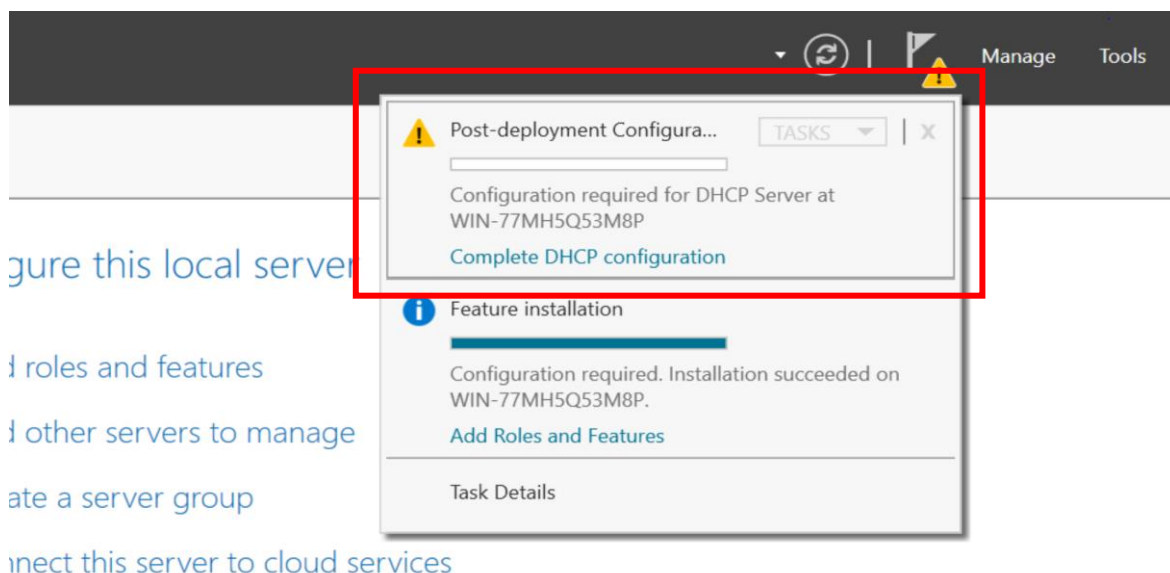 Manage Tools
Post-deployment Configura... TASKS X
Configuration required for DHCP Server at
WIN-77MH5Q53M8P
Complete DHCP configuration
gure this local server
Feature installation
roles and features
Configuration required. Installation succeeded on
WIN-77MH5Q53M8P.
other servers to manage
Add Roles and Features
ate a server group
Task Details
nnect this server to cloud services